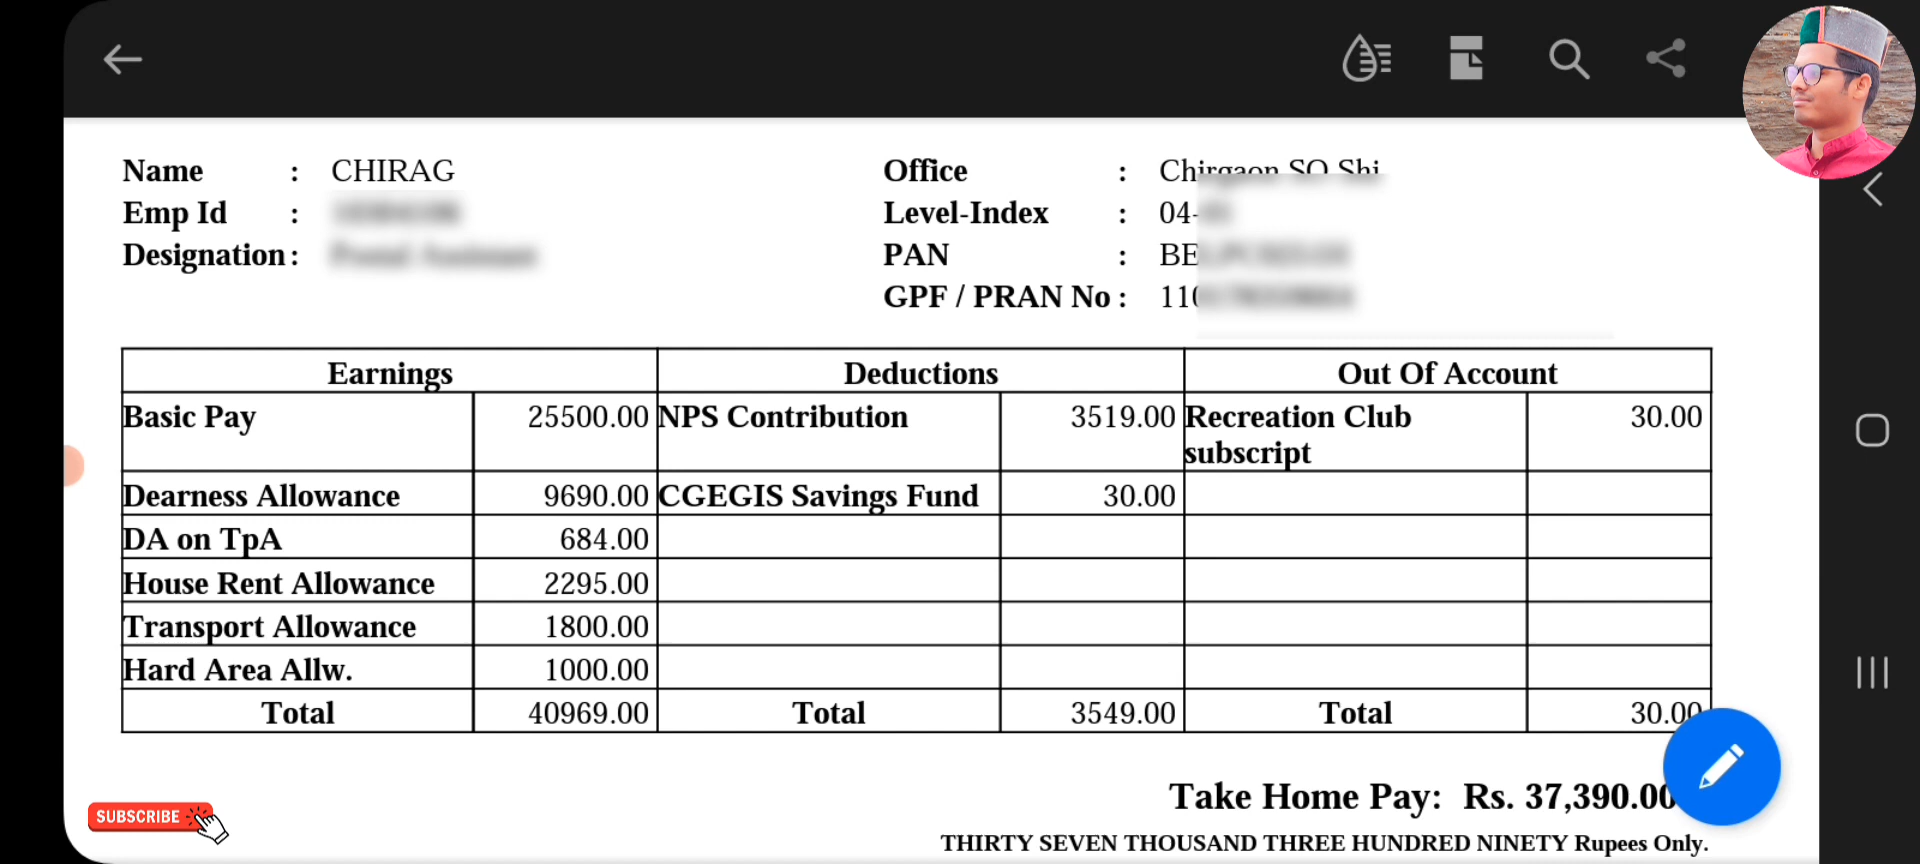 Name : CHIRAG
Office : Chirgaon SO Shi
Emp Id :
Level-Index : 04-
Designation :
PAN : BE
GPF / PRAN No : 110
Earnings Deductions Out Of Account
Basic Pay 25500.00 NPS Contribution 3519.00 Recreation Club 30.00
subscript
Dearness Allowance 9690.00 CGEGIS Savings Fund 30.00
DA on TpA 684.00
House Rent Allowance 2295.00
Transport Allowance 1800.00
Hard Area Allw. 1000.00
Total 40969.00 Total 3549.00 Total 30.00
Take Home Pay: Rs. 37,390.00
THIRTY SEVEN THOUSAND THREE HUNDRED NINETY Rupees Only.
SUBSCRIBE